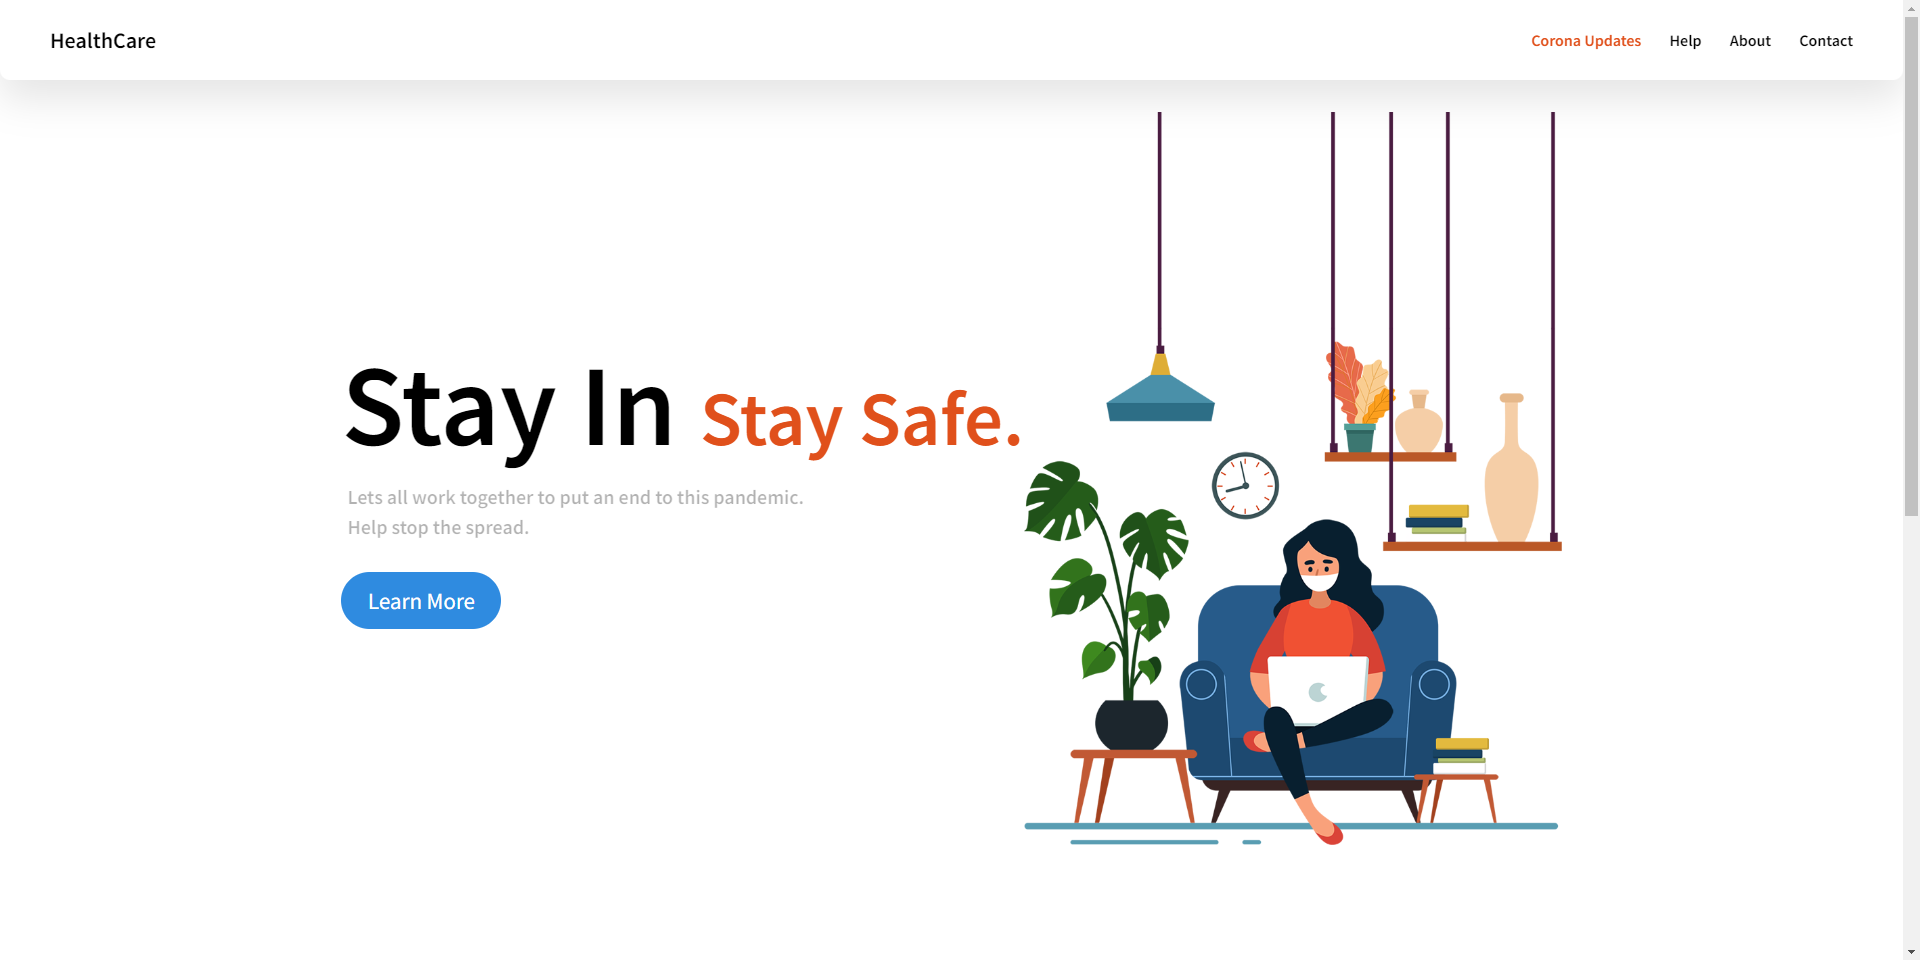 HealthCare
Corona Updates Help About Contact
Stay In Stay Safe.
Lets all work together to put an end to this pandemic.
Help stop the spread.
Learn More